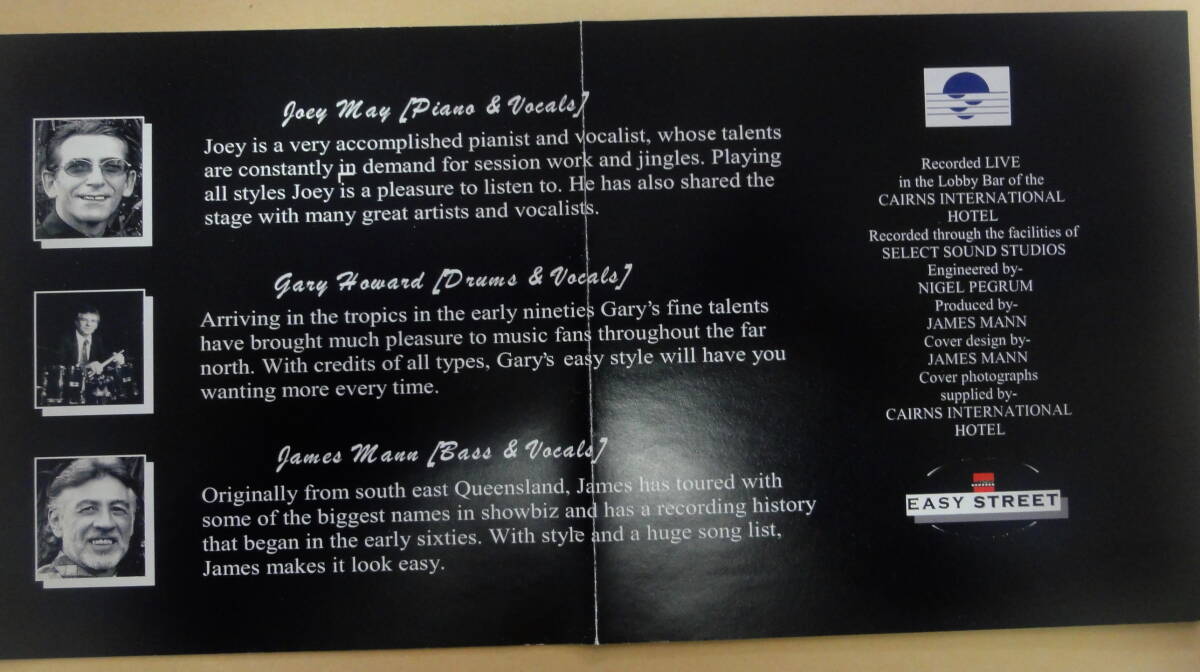 Joey May [Piano & Vocals]
Joey is a very accomplished pianist and vocalist, whose talents
are constantly in demand for session work and jingles. Playing
all styles Joey is a pleasure to listen to. He has also shared the
stage with many great artists and vocalists.
Gary Howard [Drums & Vocals]
Arriving in the tropics in the early nineties Gary's fine talents
have brought much pleasure to music fans throughout the far
north. With credits of all types, Gary's easy style will have you
wanting more every time.
James Mann [Bass & Vocals]
Originally from south east Queensland, James has toured with
some of the biggest names in showbiz and has a recording history
that began in the early sixties. With style and a huge song list,
James makes it look easy.
Recorded LIVE
in the Lobby Bar of the
CAIRNS INTERNATIONAL
HOTEL
Recorded through the facilities of
SELECT SOUND STUDIOS
Engineered by-
NIGEL PEGRUM
Produced by-
JAMES MANN
Cover design by-
JAMES MANN
Cover photographs
supplied by-
CAIRNS INTERNATIONAL
HOTEL
EASY STREET